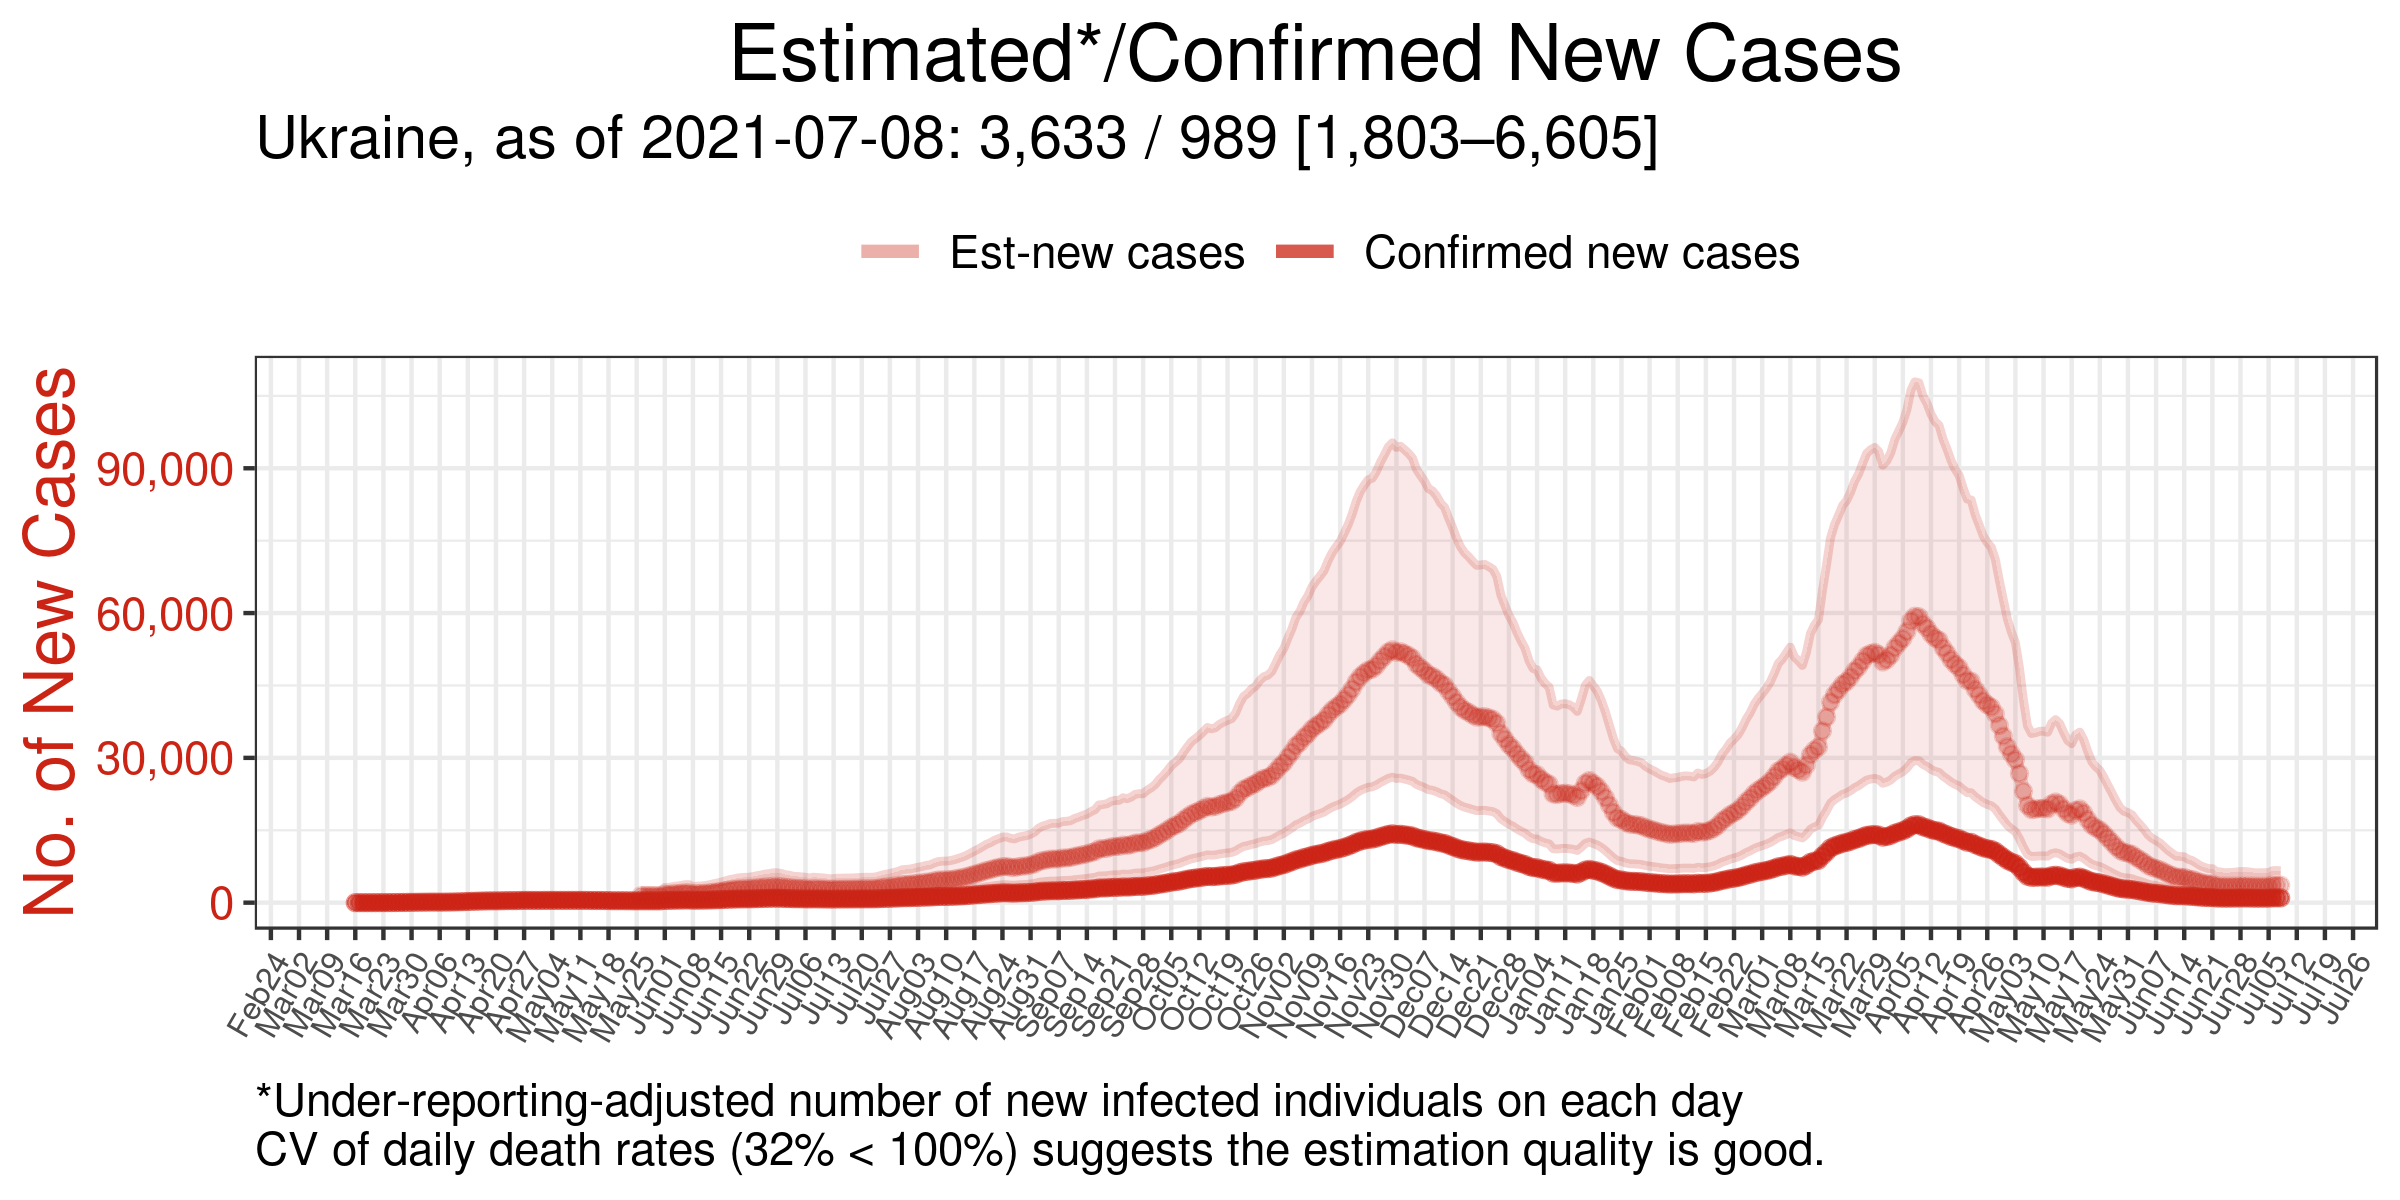 Estimated*/Confirmed New Cases
Ukraine, as of 2021-07-08: 3,633 / 989 [1,803–6,605]
Est-new cases
Confirmed new cases
No. of New Cases
90,000
60,000
30,000
0
Feb24
Mar02
Mar09
Mar16
Mar23
Mar30
Apr06
Apr13
Apr20
Apr27
May04
May11
May18
May25
Jun01
Jun08
Jun15
Jun22
Jun29
Jul06
Jul13
Jul20
Jul27
Aug03
Aug10
Aug17
Aug24
Aug31
Sep07
Sep14
Sep21
Sep28
Oct05
Oct12
Oct19
Oct26
Nov02
Nov09
Nov16
Nov23
Nov30
Dec07
Dec14
Dec21
Dec28
Jan04
Jan11
Jan18
Jan25
Feb01
Feb08
Feb15
Feb22
Mar01
Mar08
Mar15
Mar22
Mar29
Apr05
Apr12
Apr19
Apr26
May03
May10
May17
May24
May31
Jun07
Jun14
Jun21
Jun28
Jul05
Jul12
Jul19
Jul26
*Under-reporting-adjusted number of new infected individuals on each day
CV of daily death rates (32% < 100%) suggests the estimation quality is good.